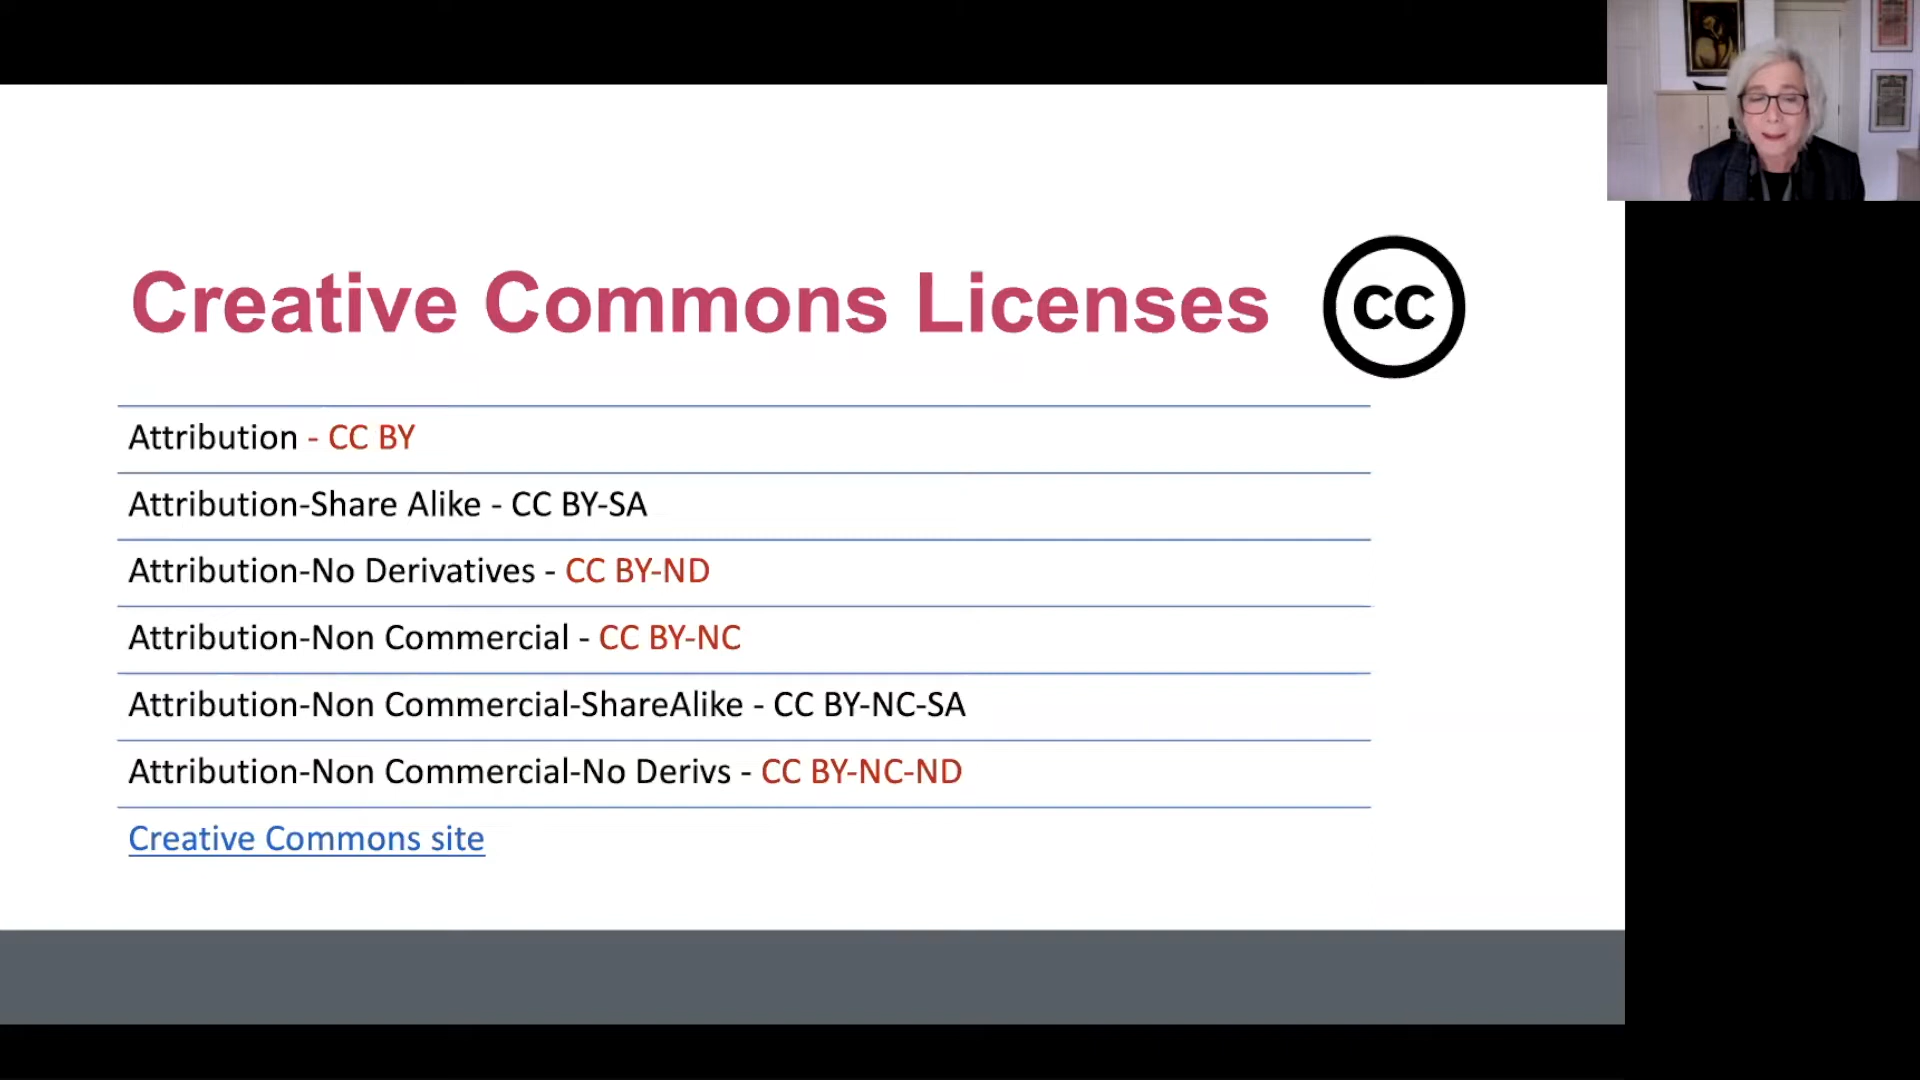 Creative Commons Licenses
cc
Attribution - CC BY
Attribution-Share Alike - CC BY-SA
Attribution-No Derivatives - CC BY-ND
Attribution-Non Commercial - CC BY-NC
Attribution-Non Commercial-ShareAlike - CC BY-NC-SA
Attribution-Non Commercial-No Derivs - CC BY-NC-ND
Creative Commons site